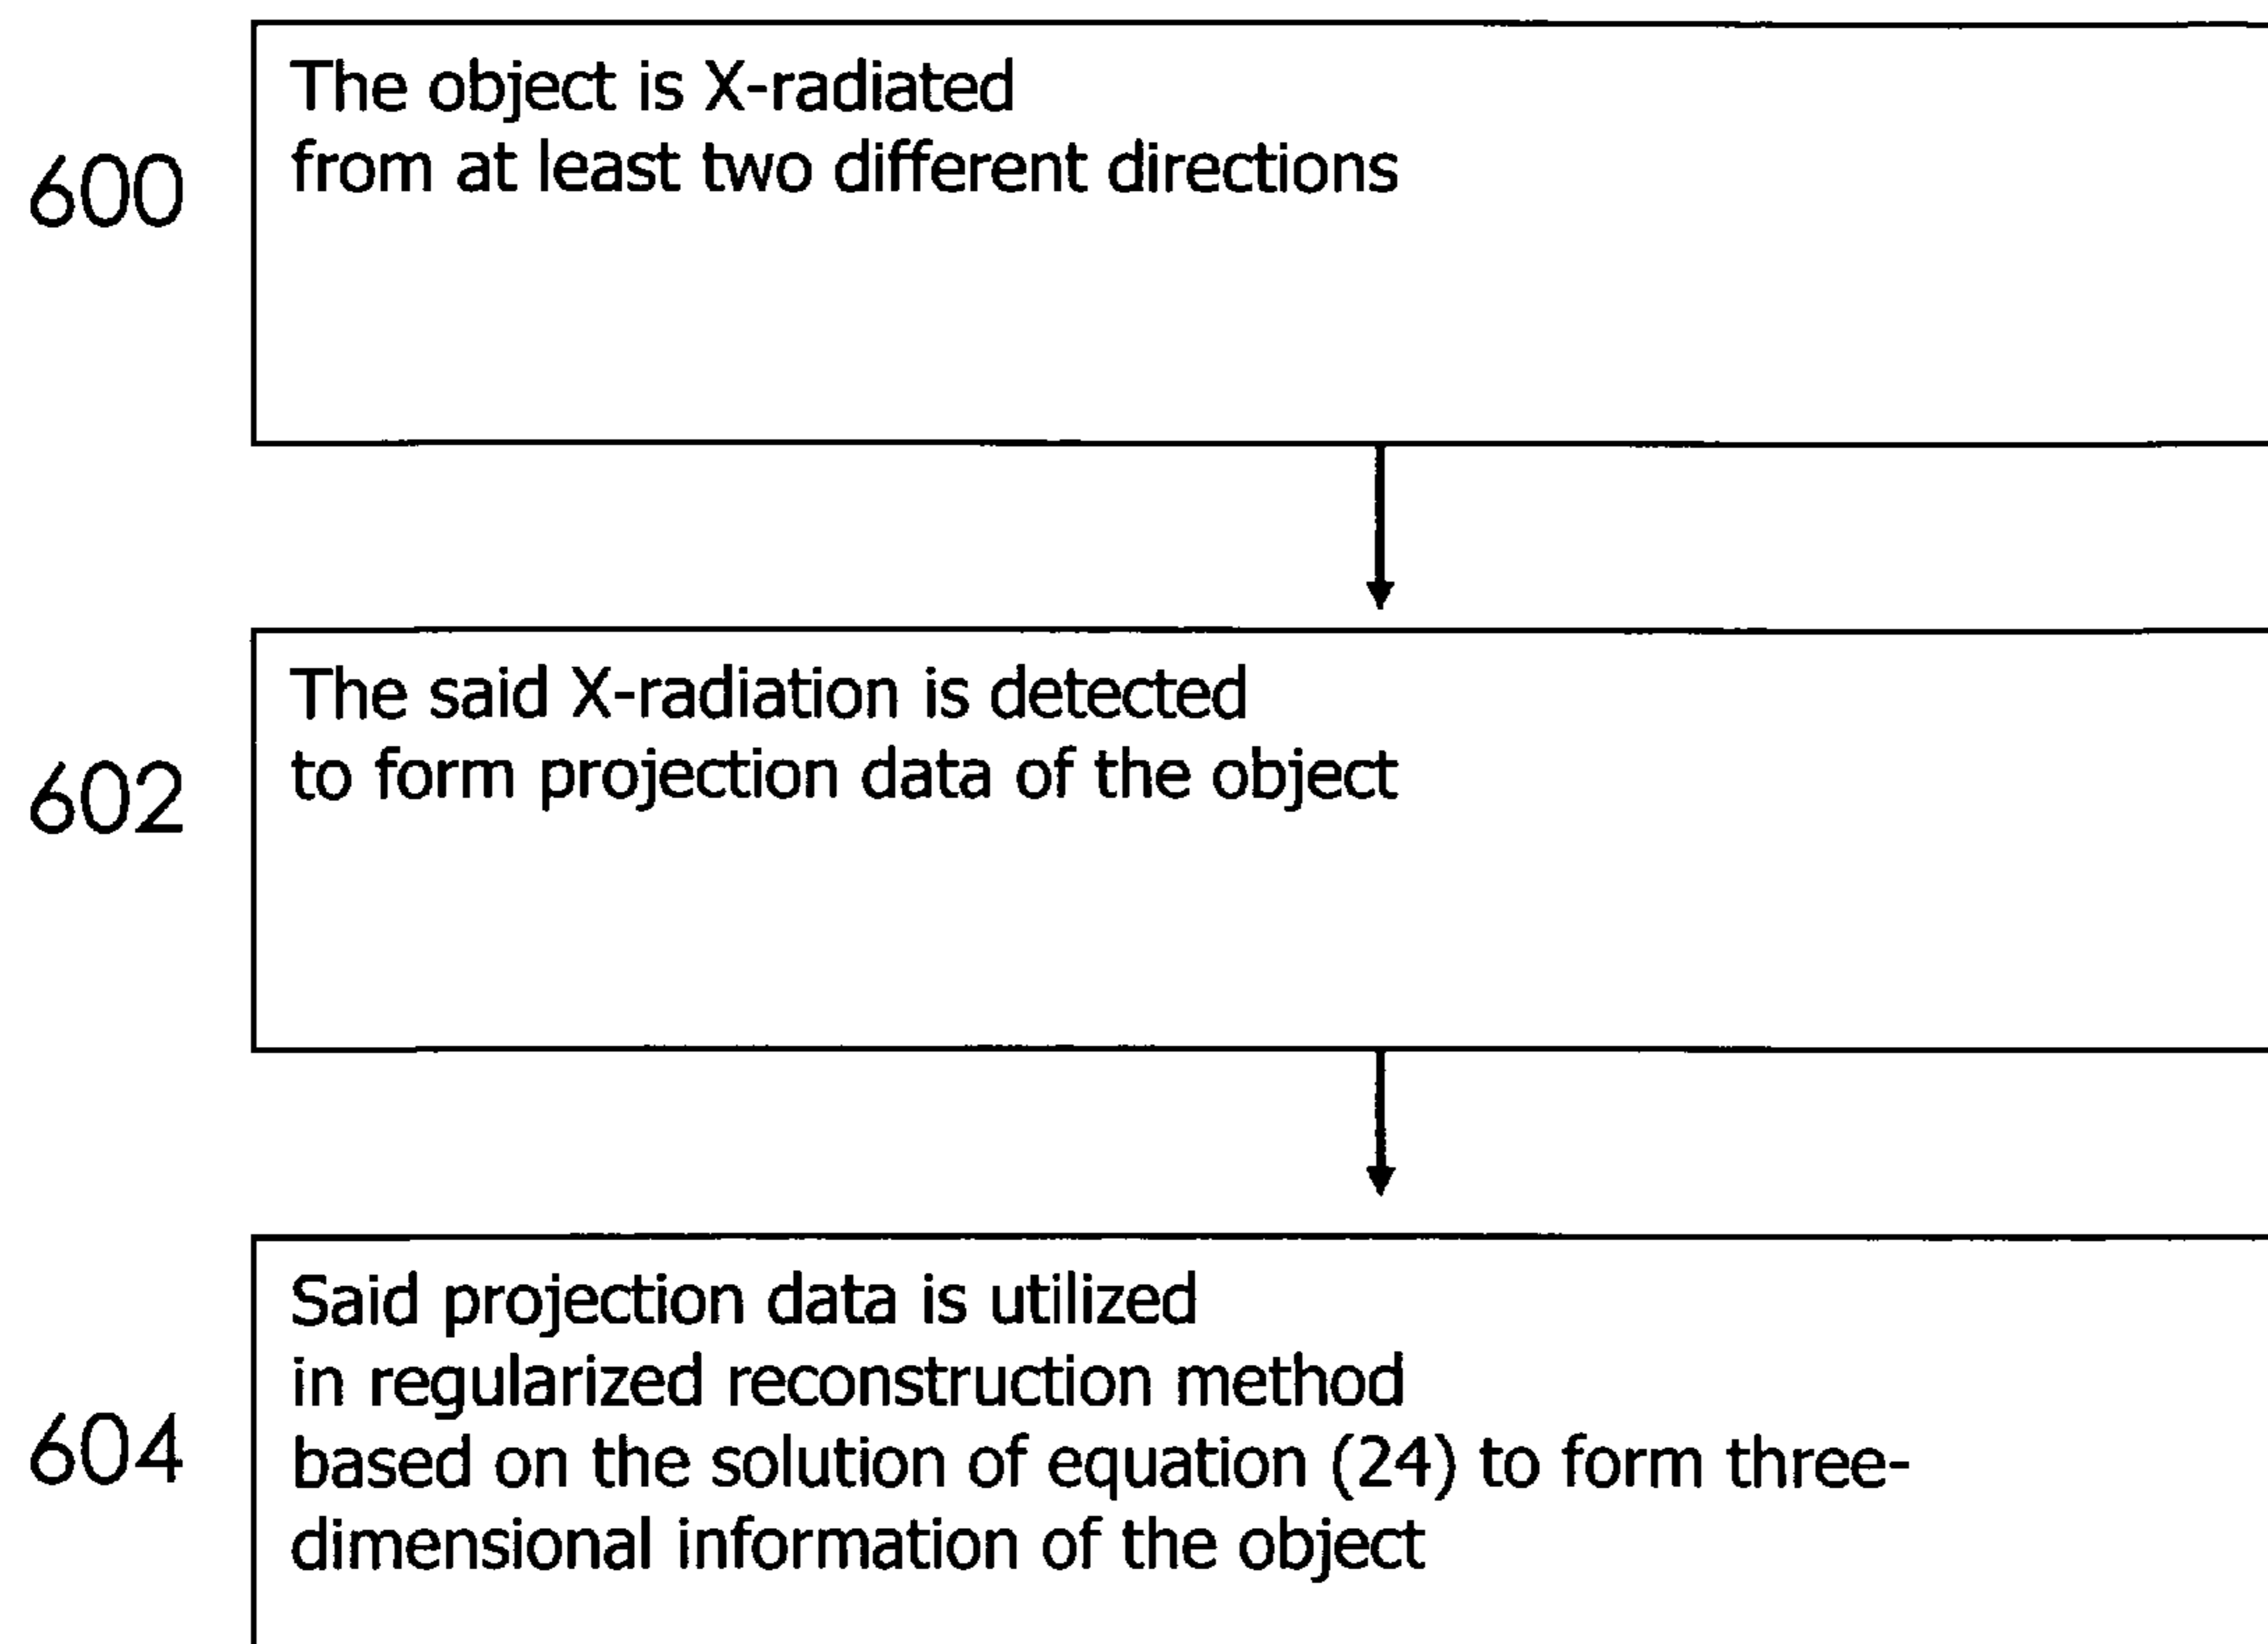 600
The object is X-radiated
from at least two different directions
602
The said X-radiation is detected
to form projection data of the object
604
Said projection data is utilized
in regularized reconstruction method
based on the solution of equation (24) to form three-
dimensional information of the object